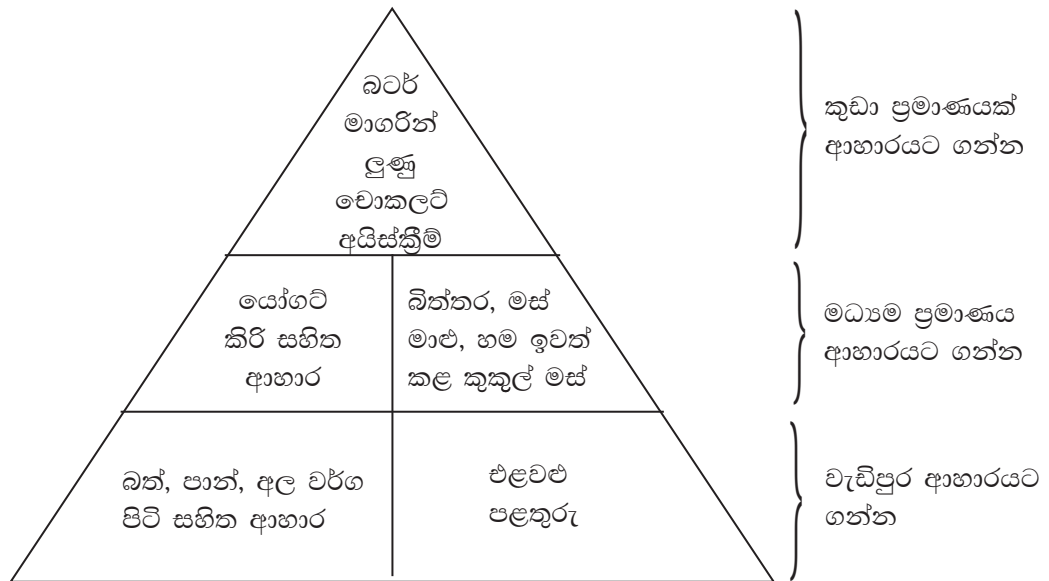 බටර්
මාගරින්
ලුණු
චොකලට්
අයිස්ක්‍රීම්
කුඩා ප්‍රමාණයක්
ආහාරයට ගන්න
යෝගට්
කිරි සහිත
ආහාර
බිත්තර, මස්
මාළු, හම ඉවත්
කළ කුකුල් මස්
මධ්‍යම ප්‍රමාණය
ආහාරයට ගන්න
බත්, පාන්, අල වර්ග
පිටි සහිත ආහාර
එළවළු
පළතුරු
වැඩිපුර ආහාරයට
ගන්න